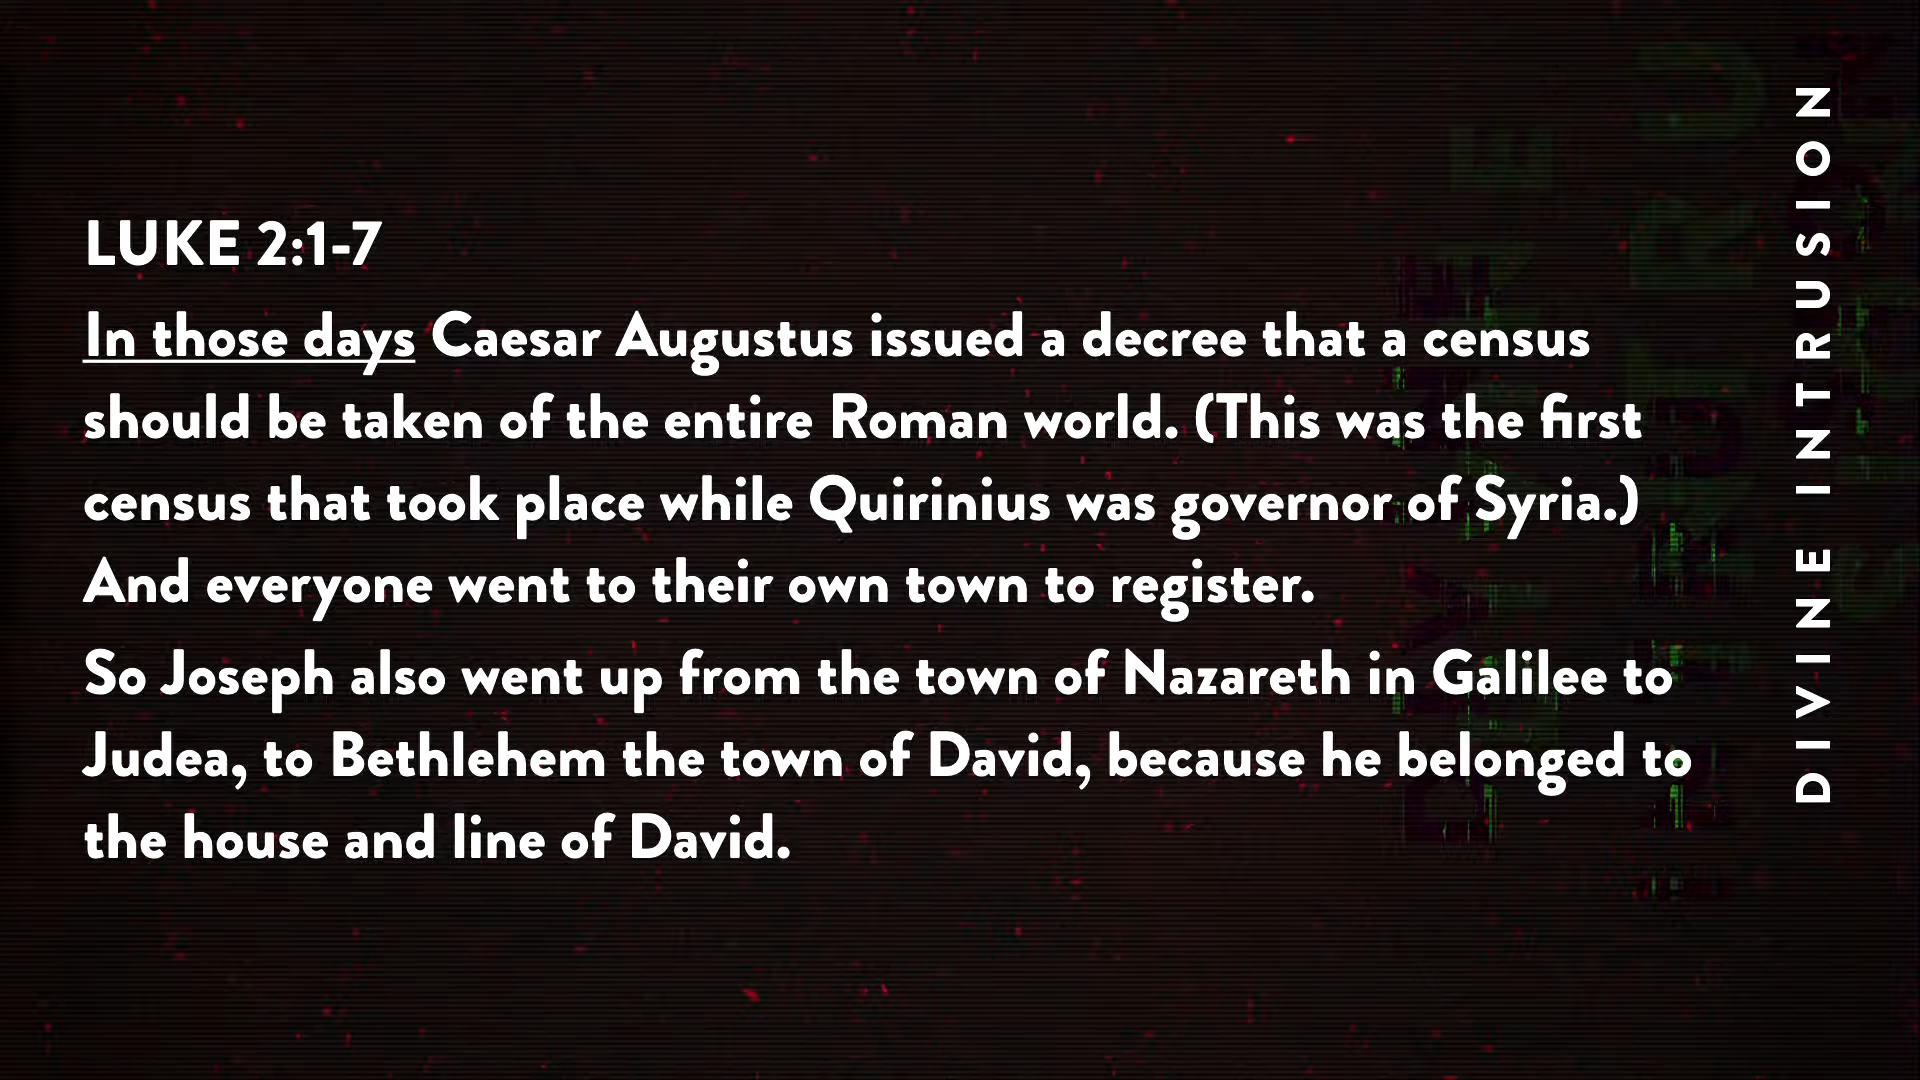 LUKE 2:1-7
In those days Caesar Augustus issued a decree that a census
should be taken of the entire Roman world. (This was the first
census that took place while Quirinius was governor of Syria.)
And everyone went to their own town to register.
So Joseph also went up from the town of Nazareth in Galilee to
Judea, to Bethlehem the town of David, because he belonged to
the house and line of David.
DIVINE INTRUSION